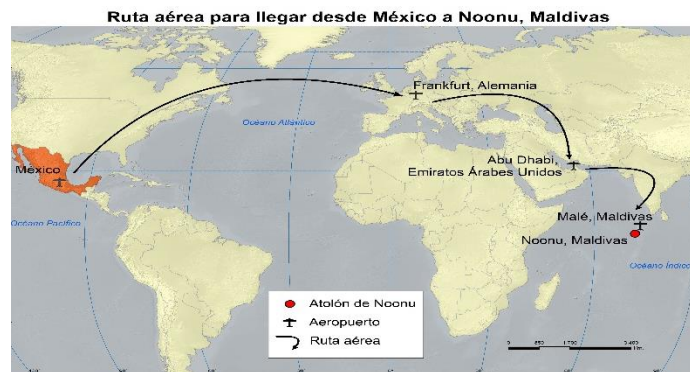 Ruta aérea para llegar desde México a Noonu, Maldivas
Frankfurt, Alemania
Océano Atlántico
México
Abu Dhabi,
Emiratos Árabes Unidos
Océano Pacífico
Malé, Maldivas
Noonu, Maldivas
Océano Índico
Atolón de Noonu
Aeropuerto
Ruta aérea